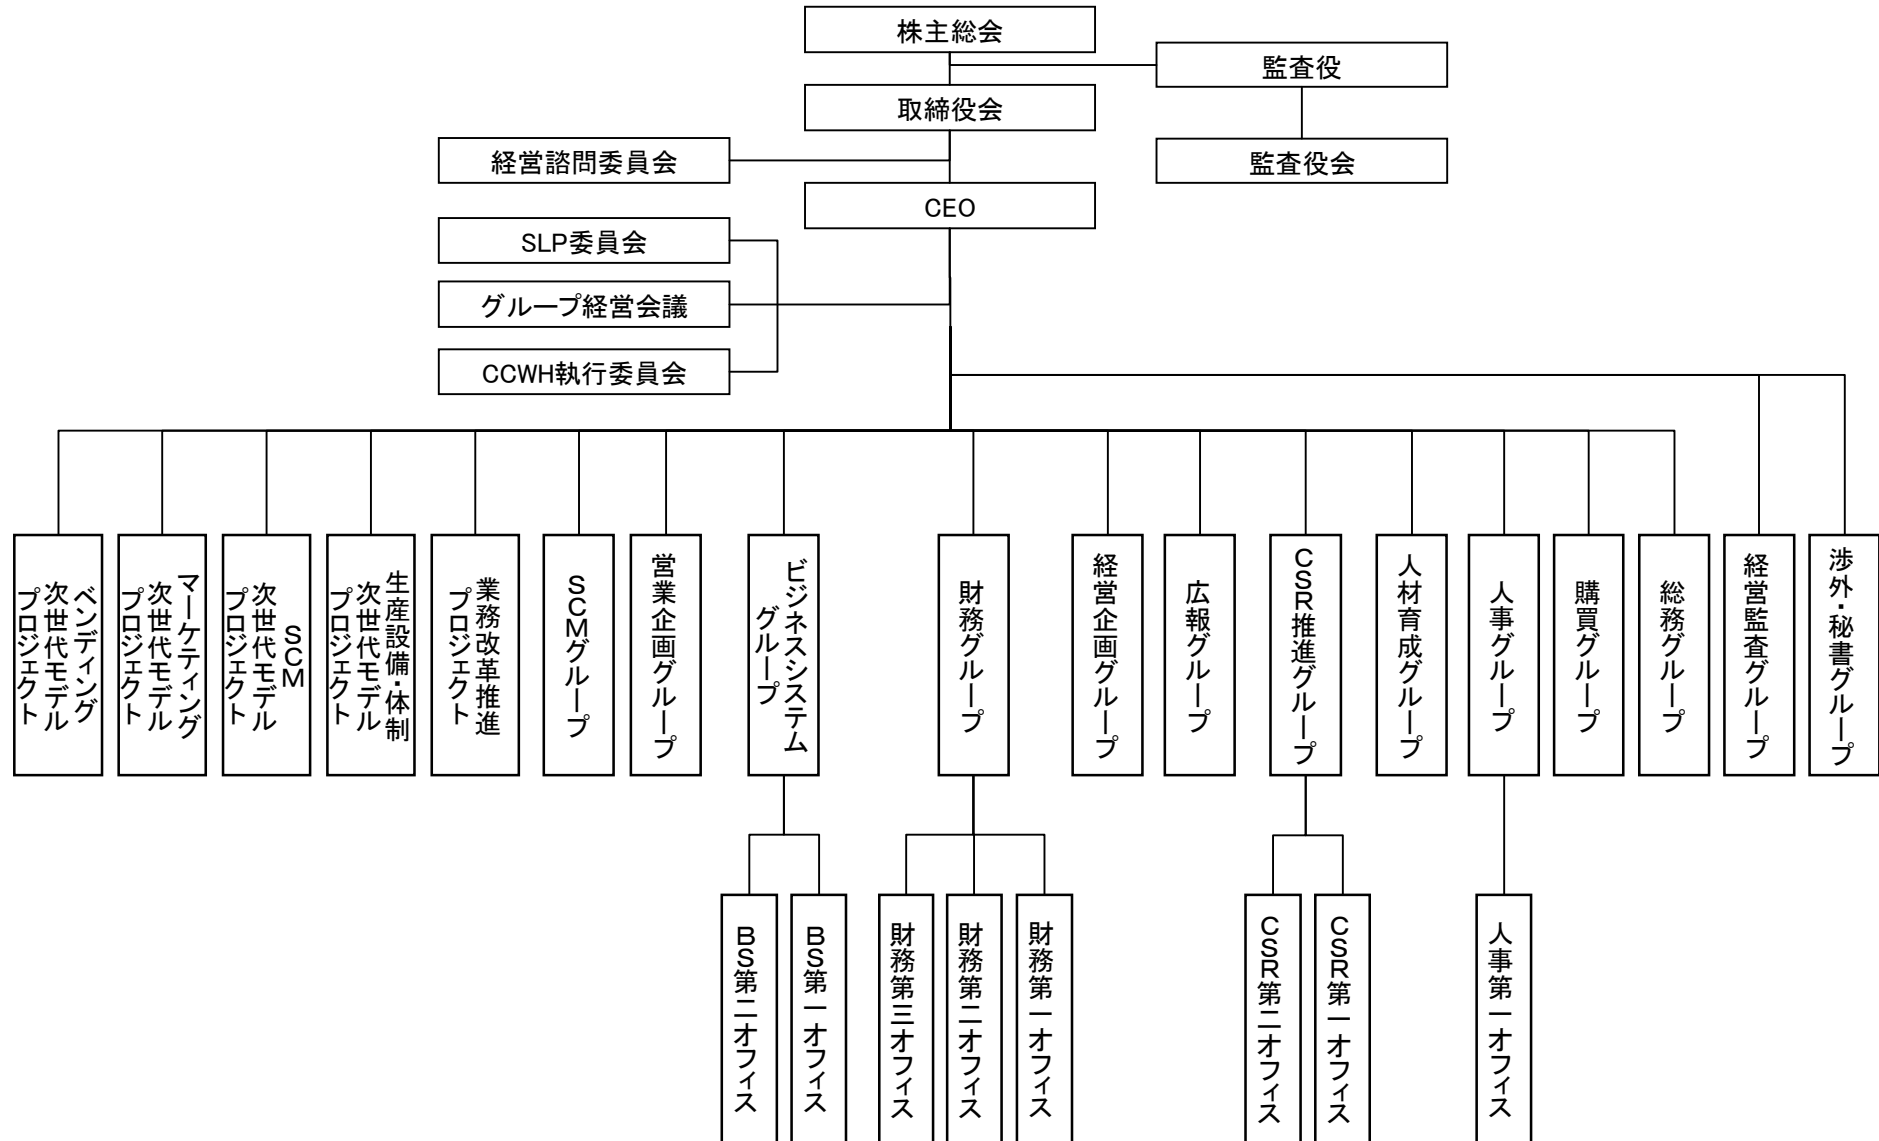 株主総会
監査役
取締役会
経営諮問委員会
監査役会
CEO
SLP委員会
グループ経営会議
CCWH執行委員会
ベンディング
次世代モデル
プロジェクト
マーケティング
次世代モデル
プロジェクト
SCM
次世代モデル
プロジェクト
生産設備・体制
次世代モデル
プロジェクト
業務改革推進
プロジェクト
SCMグループ
営業企画グループ
ビジネスシステム
グループ
財務グループ
経営企画グループ
広報グループ
CSR推進グループ
人材育成グループ
人事グループ
購買グループ
総務グループ
経営監査グループ
渉外・秘書グループ
BS第二オフィス
BS第一オフィス
財務第三オフィス
財務第二オフィス
財務第一オフィス
CSR第二オフィス
CSR第一オフィス
人事第一オフィス